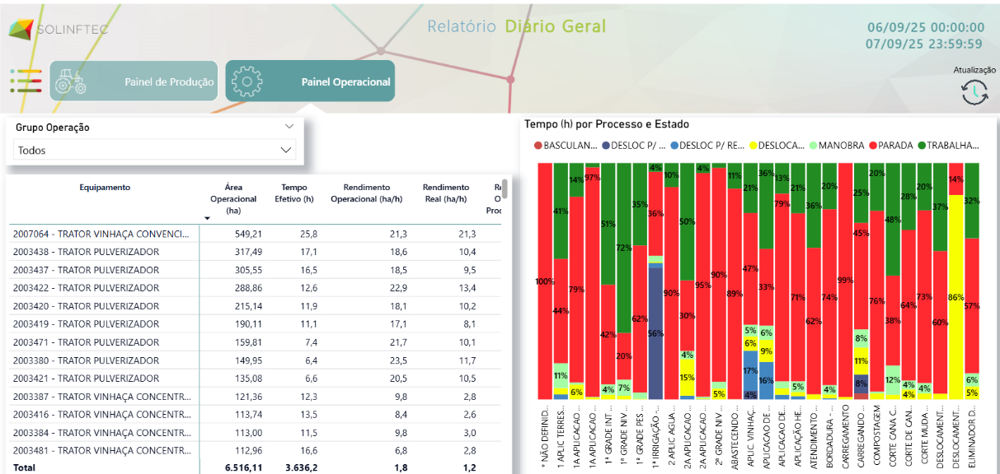 SOLINFTEC
Relatório Diário Geral
06/09/25 00:00:00
07/09/25 23:59:59
Painel de Produção
Painel Operacional
Atualização
Grupo Operação
Todos
Equipamento Área Operacional (ha) Tempo Efetivo (h) Rendimento Operacional (ha/h) Rendimento Real (ha/h) Re O Proc
2007064 - TRATOR VINHAÇA CONVENCI... 549,21 25,8 21,3 21,3
2003438 - TRATOR PULVERIZADOR 317,49 17,1 18,6 10,4
2003437 - TRATOR PULVERIZADOR 305,55 16,5 18,5 9,5
2003422 - TRATOR PULVERIZADOR 288,86 12,6 22,9 13,4
2003420 - TRATOR PULVERIZADOR 215,14 11,9 18,1 10,2
2003419 - TRATOR PULVERIZADOR 190,11 11,1 17,1 8,1
2003471 - TRATOR PULVERIZADOR 159,81 7,4 21,7 10,1
2003380 - TRATOR PULVERIZADOR 149,95 6,4 23,5 11,7
2003421 - TRATOR PULVERIZADOR 135,08 6,6 20,5 10,5
2003387 - TRATOR VINHAÇA CONCENTR... 121,36 12,3 9,8 2,8
2003416 - TRATOR VINHAÇA CONCENTR... 113,74 13,5 8,4 2,6
2003384 - TRATOR VINHAÇA CONCENTR... 113,00 11,5 9,8 3,0
2003481 - TRATOR VINHAÇA CONCENTR... 112,96 16,6 6,8 2,8
Total 6.516,11 3.636,2 1,8 1,2
Tempo (h) por Processo e Estado
BASCULAN... DESLOC P/ ... DESLOC P/ RE... DESLOCA... MANOBRA PARADA TRABALHA...
100%
41% 44% 11%
14% 79% 6%
97%
51% 42% 4%
72% 20% 7%
35% 62%
4% 36% 56%
10% 90%
50% 30% 4% 15%
4% 95%
90% 5%
11% 89%
21% 47% 5% 6% 17% 4%
36% 33% 6% 9% 16%
13% 79%
21% 71% 5%
36% 62%
20% 74% 4%
99%
25% 45% 8% 11% 8%
20% 76%
48% 38% 12%
28% 64% 4% 4%
20% 73% 4%
37% 60%
14% 86%
32% 57% 6% 5%
* NÃO DEFINID...
1 APLIC TERRES...
1A APLICACAO ...
1A APLICACAO ...
1ª GRADE INT ...
1ª GRADE NIV ...
1ª GRADE PES ...
1ª IRRIGAÇÃO - ...
2 APLIC AGUA ...
2A APLICACAO ...
2A APLICACAO ...
2ª GRADE NIV ...
ABASTECENDO ...
APLIC. VINHAÇ...
APLICACAO DE ...
APLICACAO DE ...
APLICAÇÃO HE...
ATENDIMENTO ...
BORDADURA - ...
CARREGAMENTO
CARREGANDO ...
COMPOSTAGEM
CORTE CANA C...
CORTE DE CAN...
CORTE MUDA ...
DESLOCAMENT...
DESLOCAMENT...
ELIMINADOR D...